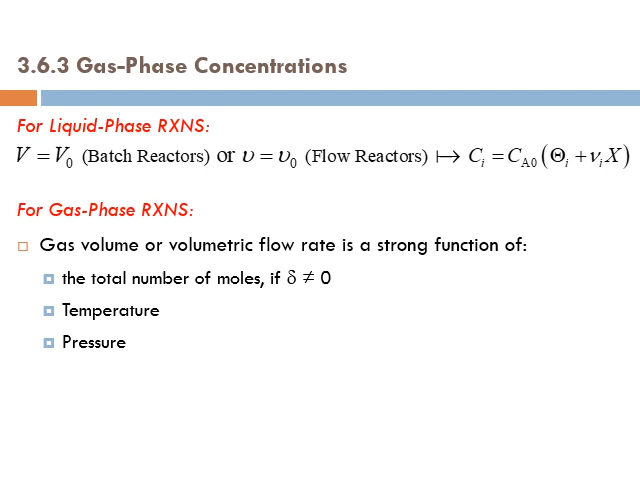 3.6.3 Gas-Phase Concentrations
For Liquid-Phase RXNS:
V = V₀ (Batch Reactors) or υ = υ₀ (Flow Reactors) ↦ Cᵢ = C_A0 (Θᵢ + νᵢX)
For Gas-Phase RXNS:
Gas volume or volumetric flow rate is a strong function of:
the total number of moles, if δ ≠ 0
Temperature
Pressure